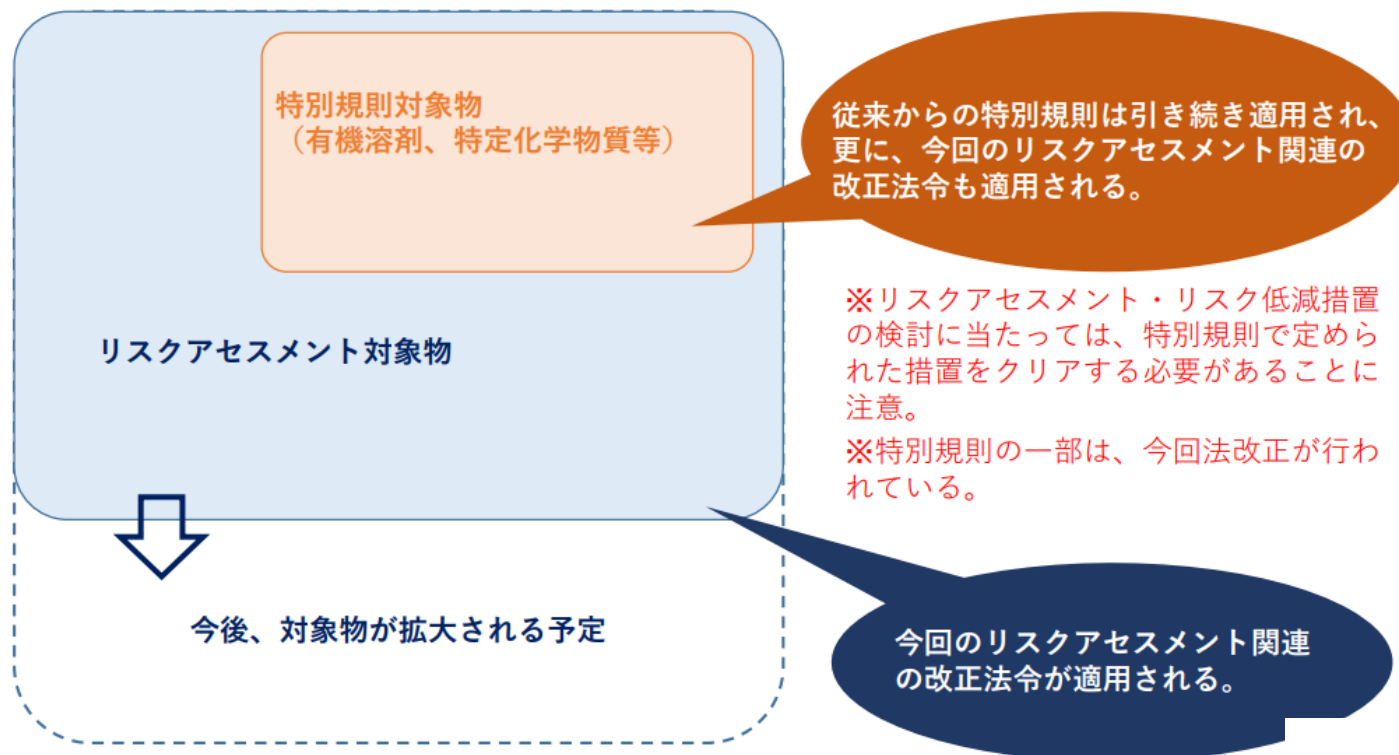 特別規則対象物
（有機溶剤、特定化学物質等）
従来からの特別規則は引き続き適用され、
更に、今回のリスクアセスメント関連の
改正法令も適用される。
※リスクアセスメント・リスク低減措置
の検討に当たっては、特別規則で定めら
れた措置をクリアする必要があることに
注意。
※特別規則の一部は、今回法改正が行わ
れている。
リスクアセスメント対象物
今後、対象物が拡大される予定
今回のリスクアセスメント関連
の改正法令が適用される。